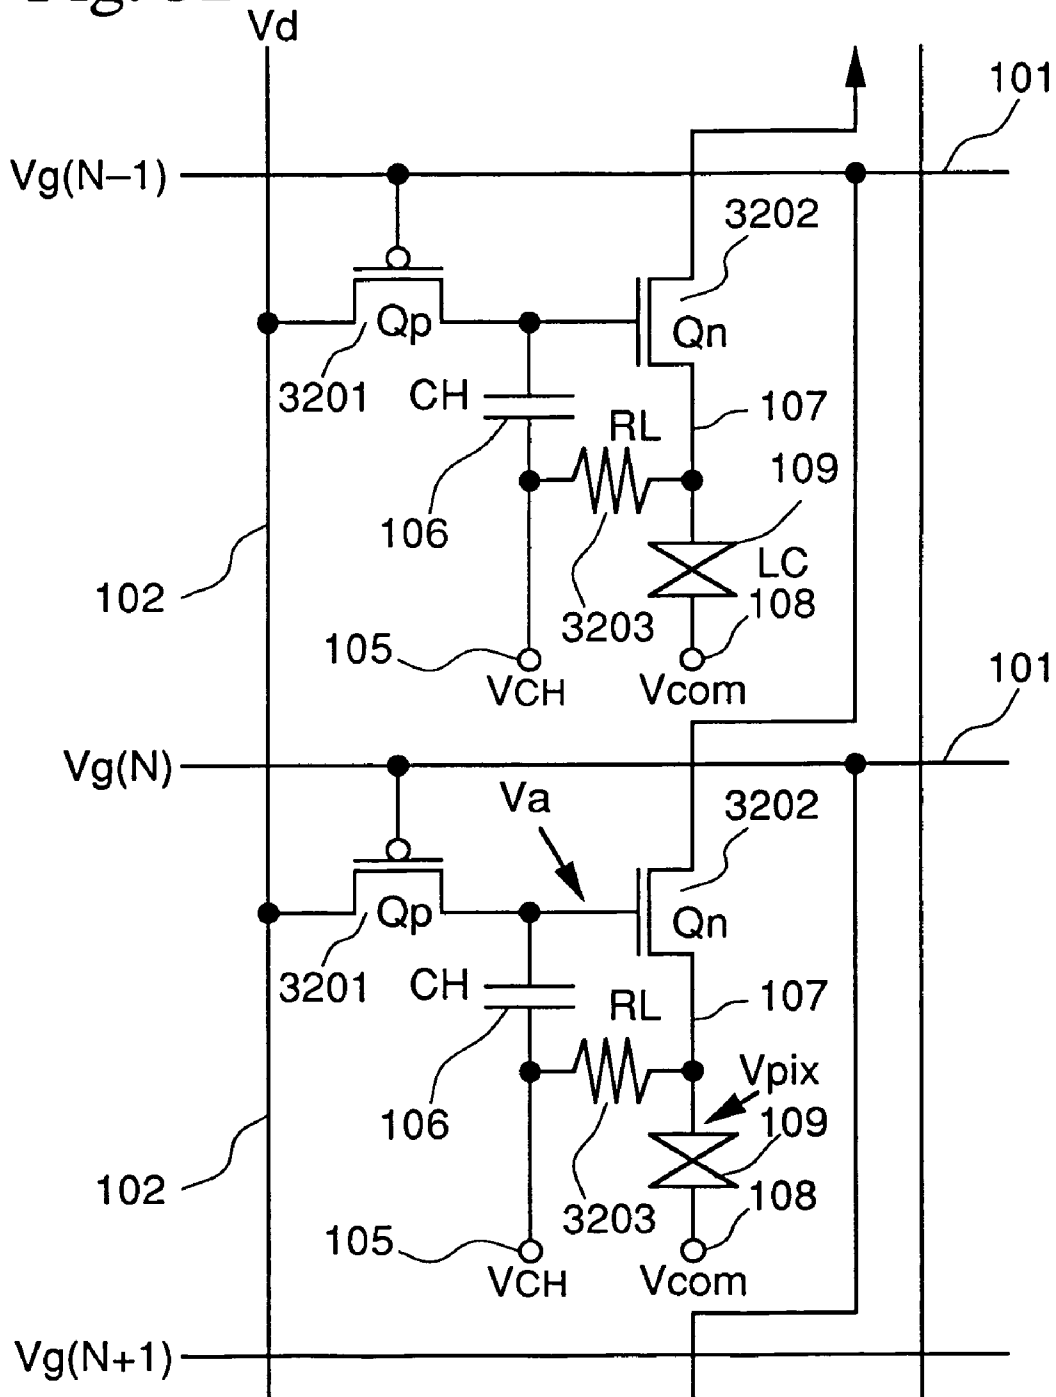 Vd
101
Vg(N–1)
3202
Qp
Qn
3201
CH
107
RL
109
106
LC
102
3203
108
105
VCH
Vcom
101
Vg(N)
Va
3202
Qp
Qn
3201
CH
107
RL
Vpix
106
109
102
3203
108
105
VCH
Vcom
Vg(N+1)